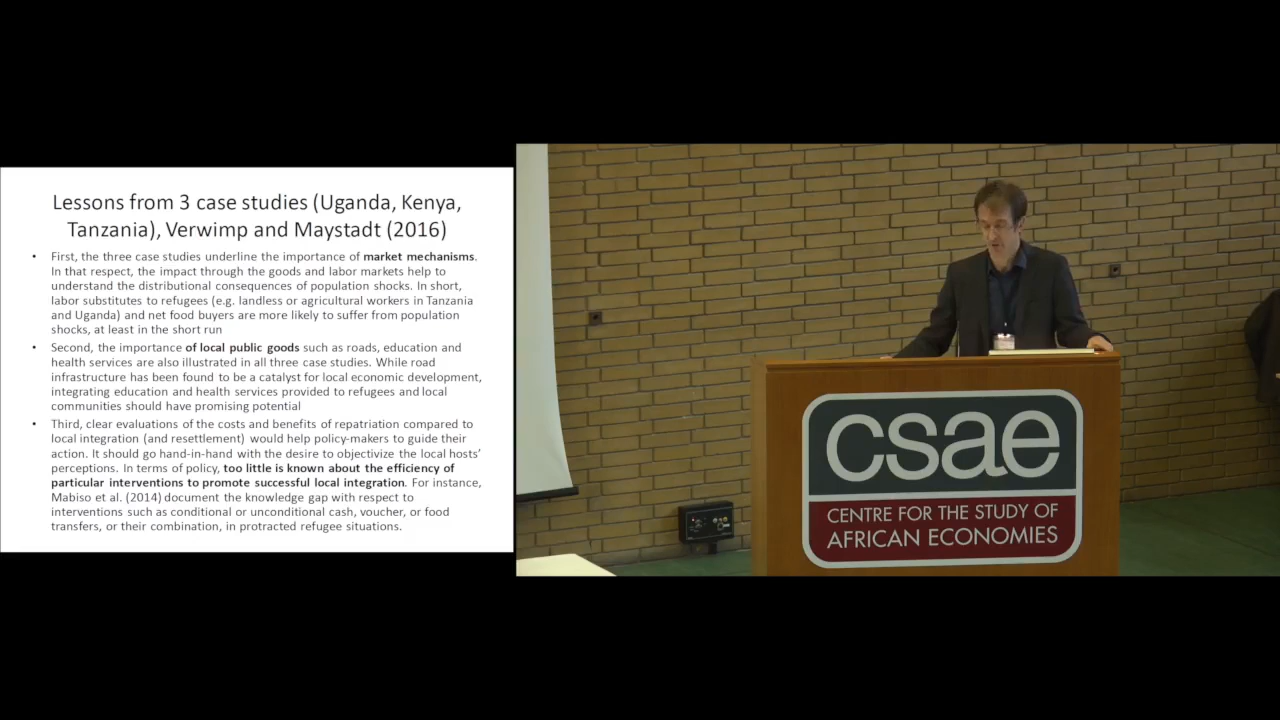 Lessons from 3 case studies (Uganda, Kenya,
Tanzania), Verwimp and Maystadt (2016)
• First, the three case studies underline the importance of market mechanisms.
In that respect, the impact through the goods and labor markets help to
understand the distributional consequences of population shocks. In short,
labor substitutes to refugees (e.g. landless or agricultural workers in Tanzania
and Uganda) and net food buyers are more likely to suffer from population
shocks, at least in the short run
• Second, the importance of local public goods such as roads, education and
health services are also illustrated in all three case studies. While road
infrastructure has been found to be a catalyst for local economic development,
integrating education and health services provided to refugees and local
communities should have promising potential
• Third, clear evaluations of the costs and benefits of repatriation compared to
local integration (and resettlement) would help policy-makers to guide their
action. It should go hand-in-hand with the desire to objectivize the local hosts'
perceptions. In terms of policy, too little is known about the efficiency of
particular interventions to promote successful local integration. For instance,
Mabiso et al. (2014) document the knowledge gap with respect to
interventions such as conditional or unconditional cash, voucher, or food
transfers, or their combination, in protracted refugee situations.
csae
CENTRE FOR THE STUDY OF
AFRICAN ECONOMIES